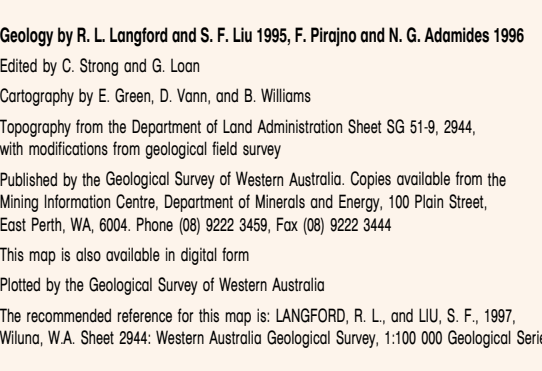 Geology by R. L. Langford and S. F. Liu 1995, F. Pirajno and N. G. Adamides 1996
Edited by C. Strong and G. Loan
Cartography by E. Green, D. Vann, and B. Williams
Topography from the Department of Land Administration Sheet SG 51-9, 2944,
with modifications from geological field survey
Published by the Geological Survey of Western Australia. Copies available from the
Mining Information Centre, Department of Minerals and Energy, 100 Plain Street,
East Perth, WA, 6004. Phone (08) 9222 3459, Fax (08) 9222 3444
This map is also available in digital form
Plotted by the Geological Survey of Western Australia
The recommended reference for this map is: LANGFORD, R. L., and LIU, S. F., 1997,
Wiluna, W.A. Sheet 2944: Western Australia Geological Survey, 1:100 000 Geological Serie